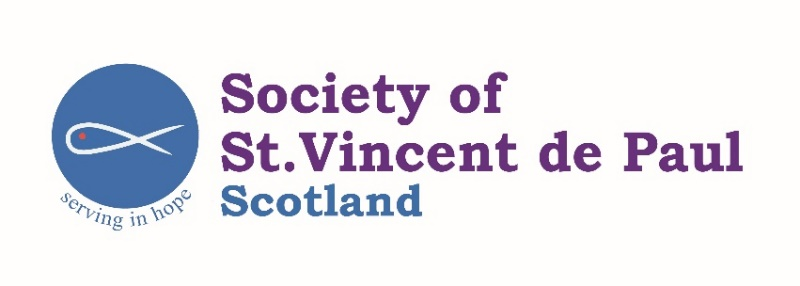 Society of
St.Vincent de Paul
Scotland
serving in hope